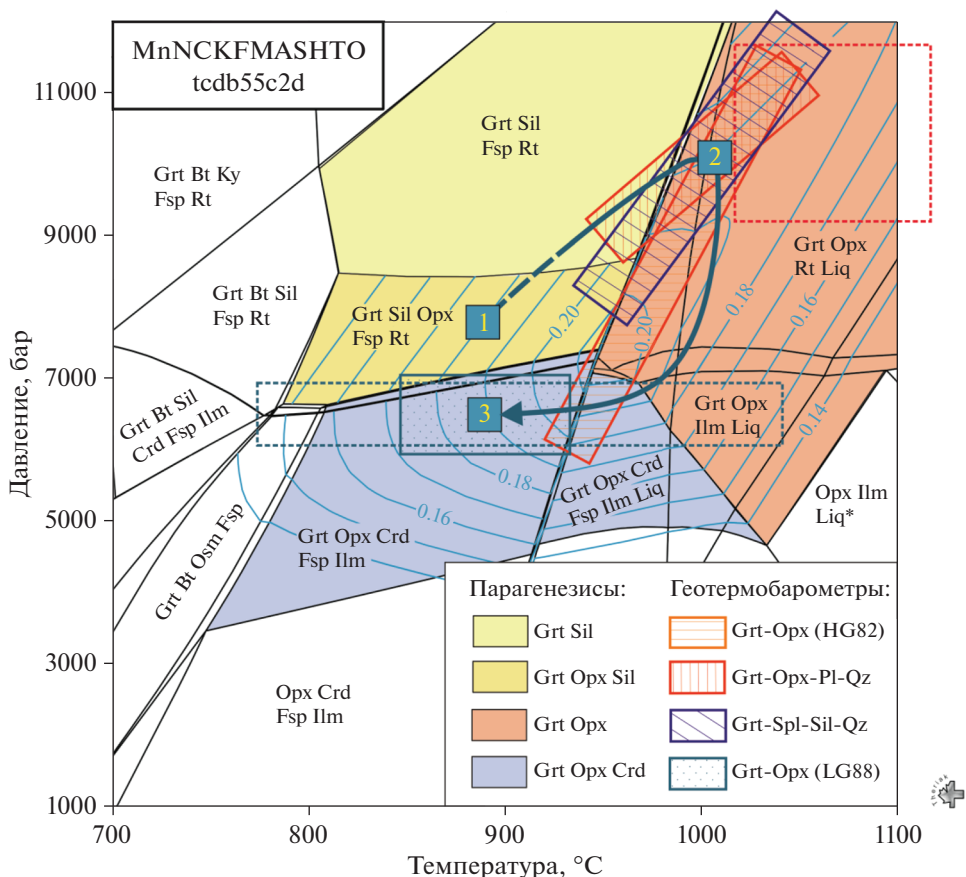 MnNCKFMASHTO
tcdb55c2d
11000
9000
7000
5000
3000
1000
Давление, бар
700
800
900
1000
1100
Температура, °C
Grt Sil
Fsp Rt
Grt Bt Ky
Fsp Rt
Grt Bt Sil
Fsp Rt
Grt Sil Opx
Fsp Rt
Grt Opx
Rt Liq
Grt Bt Sil
Crd Fsp Ilm
Grt Opx
Ilm Liq
Grt Opx Crd
Fsp Ilm Liq
Opx Ilm
Liq*
Grt Bt Osm Fsp
Grt Opx Crd
Fsp Ilm
Opx Crd
Fsp Ilm
1
2
3
0.20
0.20
0.18
0.16
0.14
0.18
0.16
0.16
Парагенезисы:
Grt Sil
Grt Opx Sil
Grt Opx
Grt Opx Crd
Геотермобарометры:
Grt-Opx (HG82)
Grt-Opx-Pl-Qz
Grt-Spl-Sil-Qz
Grt-Opx (LG88)